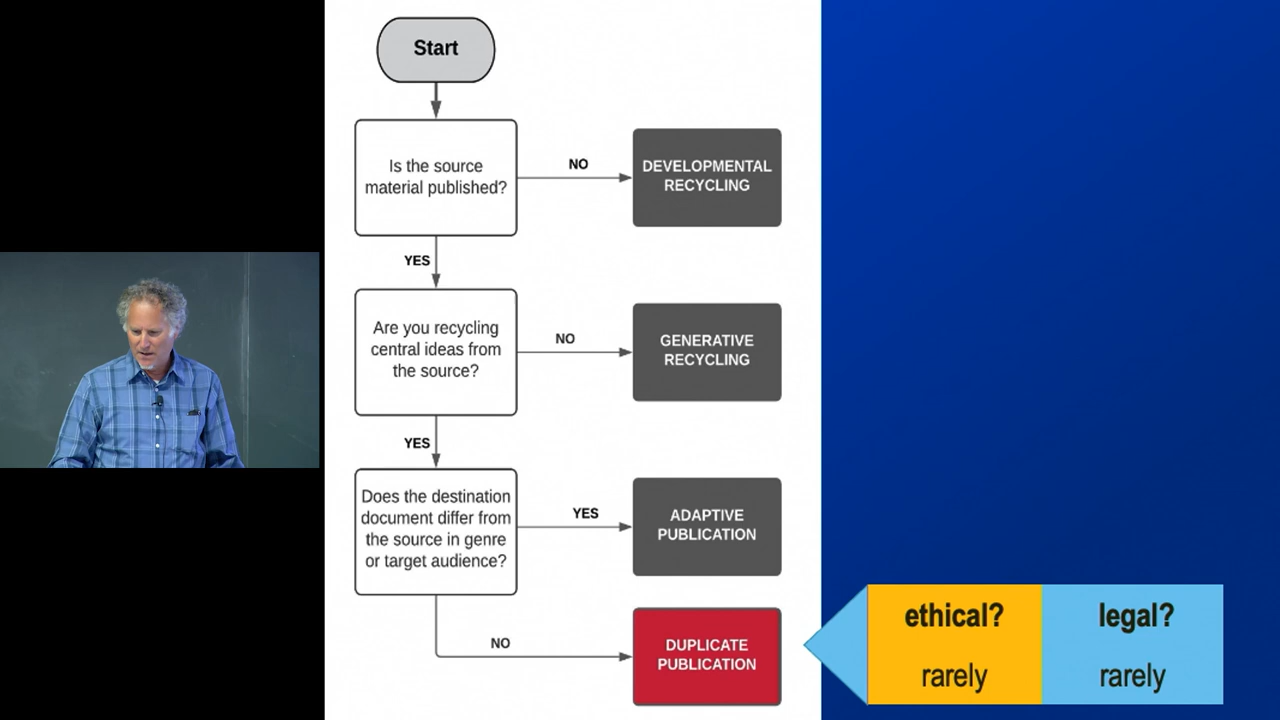 Start
Is the source
material published?
NO
DEVELOPMENTAL
RECYCLING
YES
Are you recycling
central ideas from
the source?
NO
GENERATIVE
RECYCLING
YES
Does the destination
document differ from
the source in genre
or target audience?
YES
ADAPTIVE
PUBLICATION
NO
DUPLICATE
PUBLICATION
ethical?
rarely
legal?
rarely